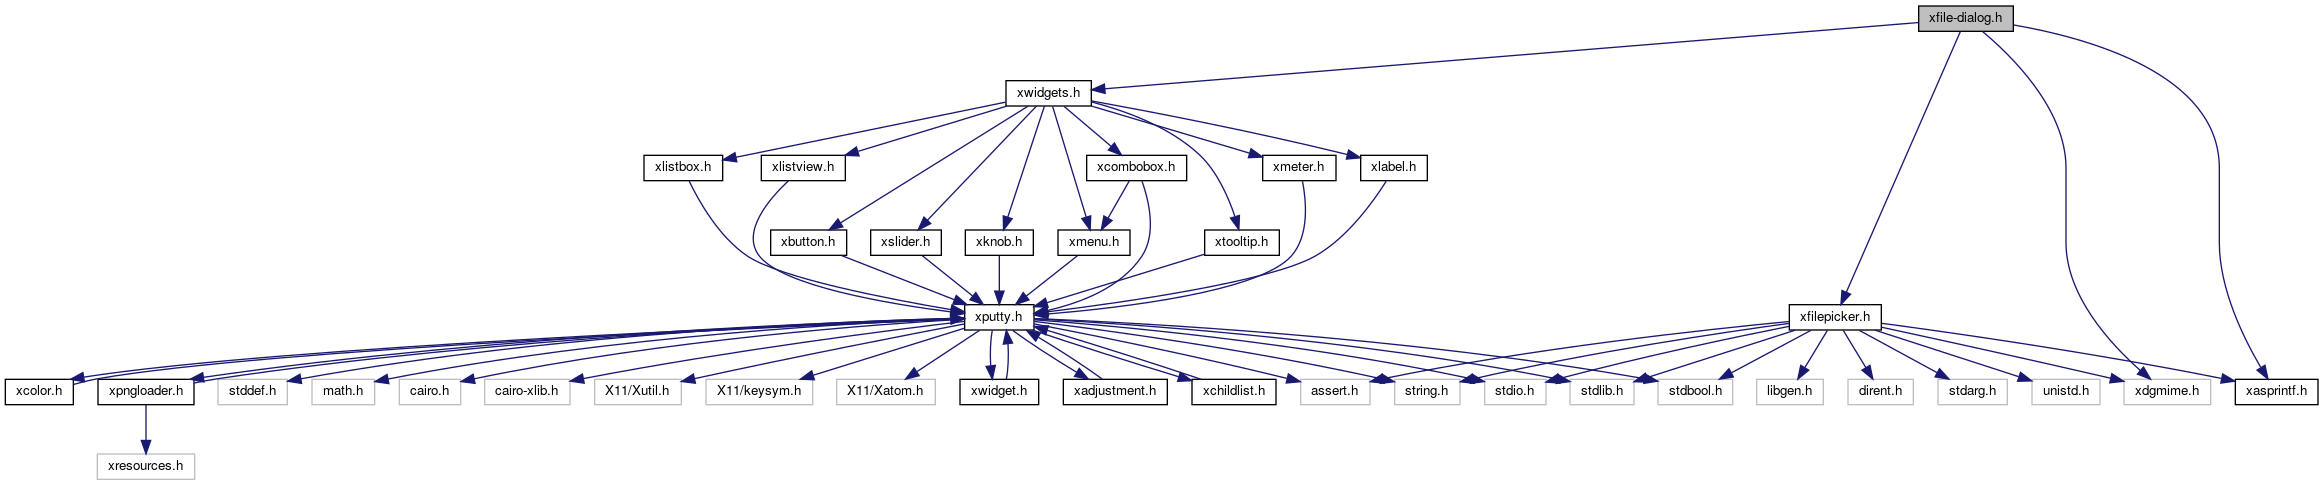 xfile-dialog.h
xwidgets.h
xlistbox.h
xlistview.h
xcombobox.h
xmeter.h
xlabel.h
xbutton.h
xslider.h
xknob.h
xmenu.h
xtooltip.h
xputty.h
xfilepicker.h
xcolor.h
xpngloader.h
stddef.h
math.h
cairo.h
cairo-xlib.h
X11/Xutil.h
X11/keysym.h
X11/Xatom.h
xwidget.h
xadjustment.h
xchildlist.h
assert.h
string.h
stdio.h
stdlib.h
stdbool.h
libgen.h
dirent.h
stdarg.h
unistd.h
xdgmime.h
xasprintf.h
xresources.h